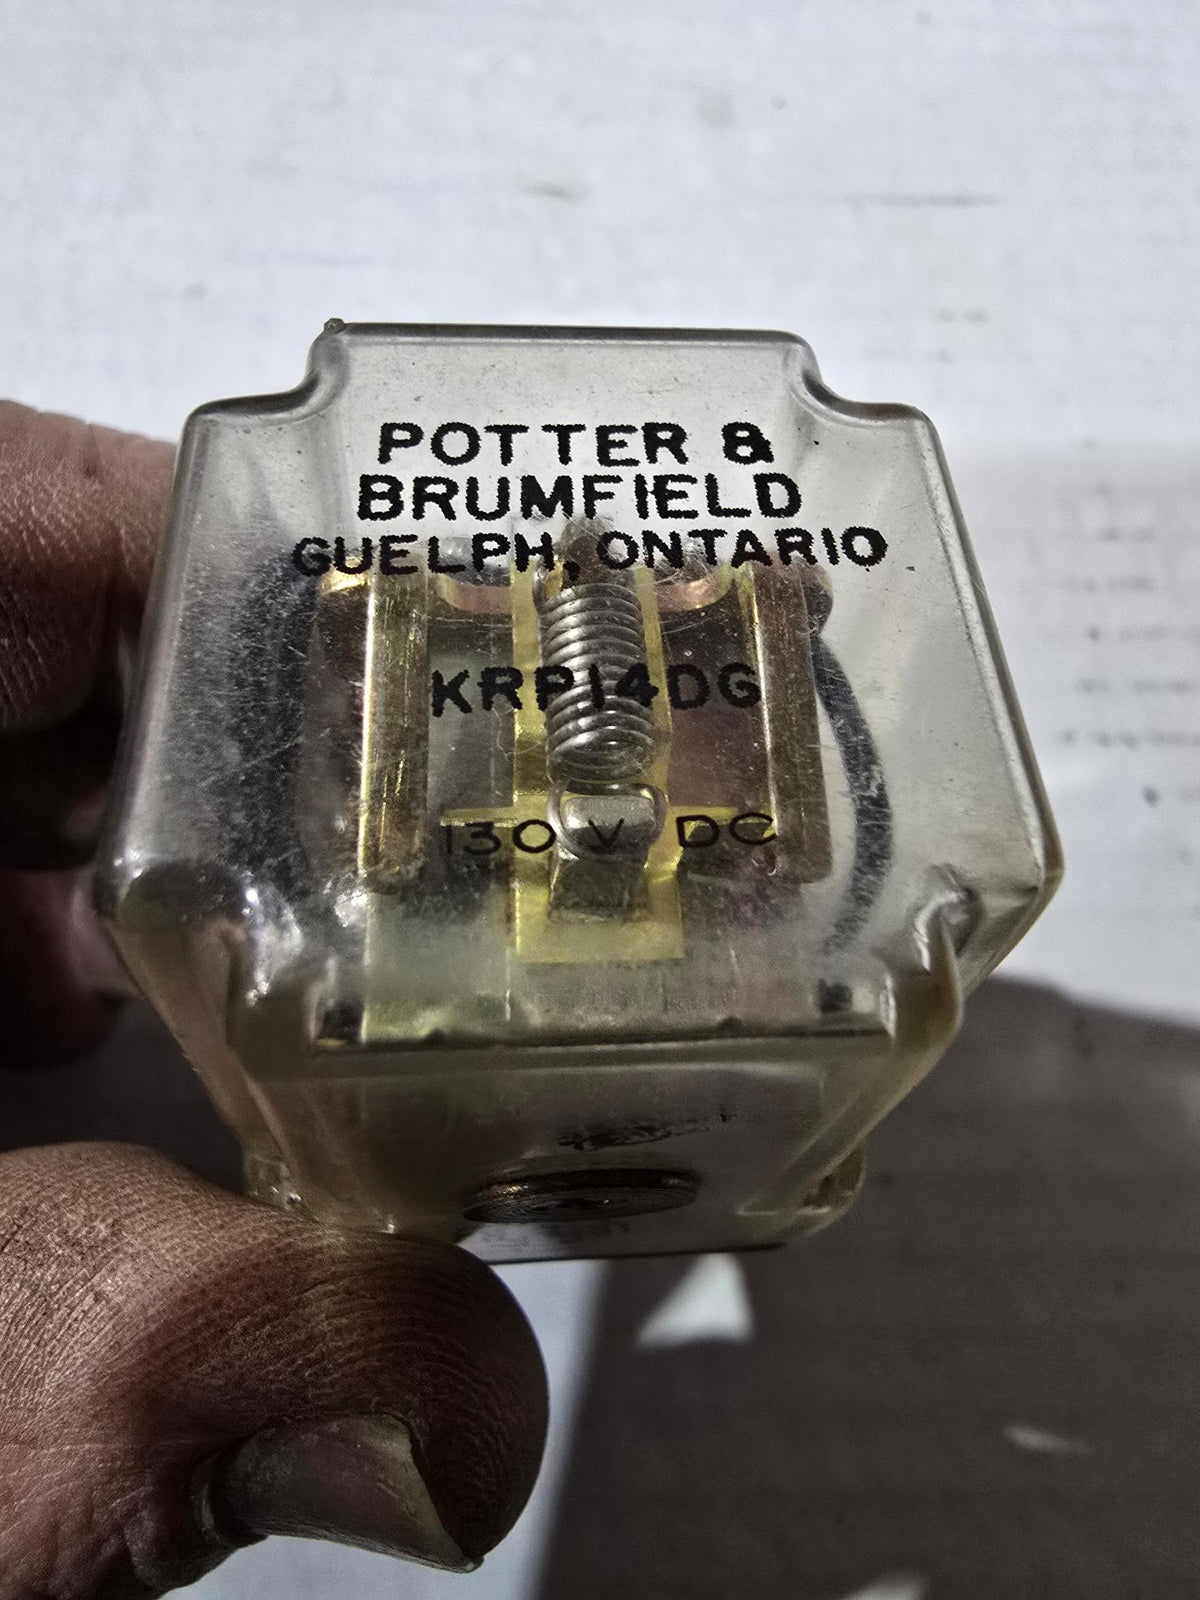 POTTER &
BRUMFIELD
GUELPH, ONTARIO
KRP14DG
130 V DC